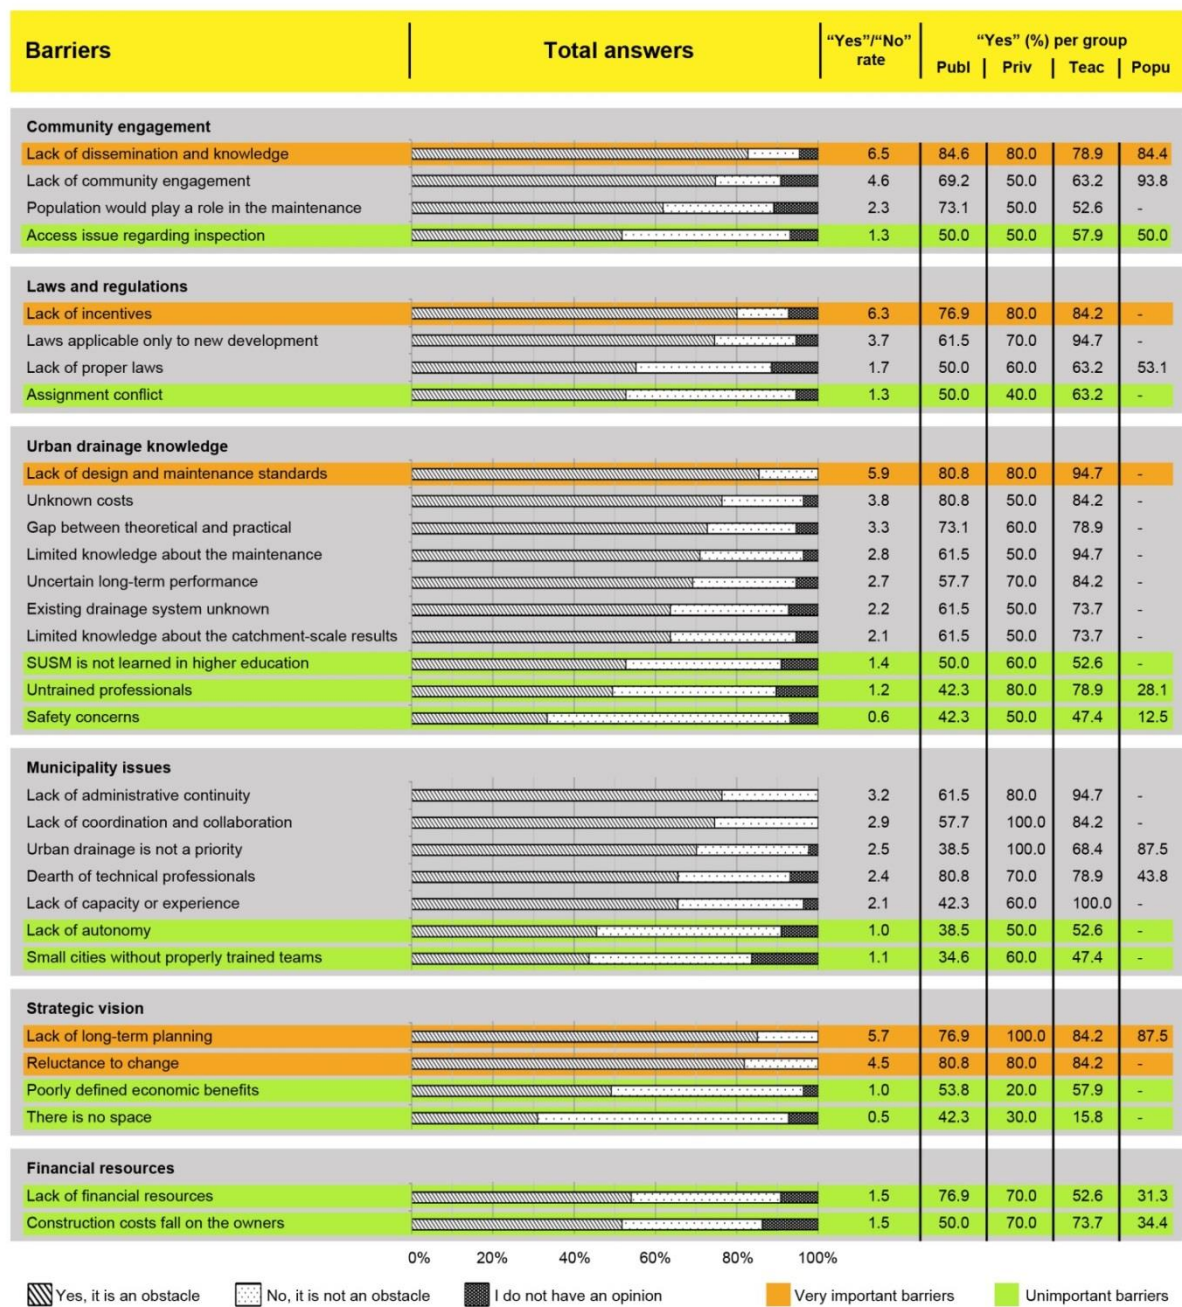 Barriers Total answers "Yes"/"No" rate "Yes" (%) per group
Publ Priv Teac Popu
Community engagement
Lack of dissemination and knowledge 6.5 84.6 80.0 78.9 84.4
Lack of community engagement 4.6 69.2 50.0 63.2 93.8
Population would play a role in the maintenance 2.3 73.1 50.0 52.6 -
Access issue regarding inspection 1.3 50.0 50.0 57.9 50.0
Laws and regulations
Lack of incentives 6.3 76.9 80.0 84.2 -
Laws applicable only to new development 3.7 61.5 70.0 94.7 -
Lack of proper laws 1.7 50.0 60.0 63.2 53.1
Assignment conflict 1.3 50.0 40.0 63.2 -
Urban drainage knowledge
Lack of design and maintenance standards 5.9 80.8 80.0 94.7 -
Unknown costs 3.8 80.8 50.0 84.2 -
Gap between theoretical and practical 3.3 73.1 60.0 78.9 -
Limited knowledge about the maintenance 2.8 61.5 50.0 94.7 -
Uncertain long-term performance 2.7 57.7 70.0 84.2 -
Existing drainage system unknown 2.2 61.5 50.0 73.7 -
Limited knowledge about the catchment-scale results 2.1 61.5 50.0 73.7 -
SUSM is not learned in higher education 1.4 50.0 60.0 52.6 -
Untrained professionals 1.2 42.3 80.0 78.9 28.1
Safety concerns 0.6 42.3 50.0 47.4 12.5
Municipality issues
Lack of administrative continuity 3.2 61.5 80.0 94.7 -
Lack of coordination and collaboration 2.9 57.7 100.0 84.2 -
Urban drainage is not a priority 2.5 38.5 100.0 68.4 87.5
Dearth of technical professionals 2.4 80.8 70.0 78.9 43.8
Lack of capacity or experience 2.1 42.3 60.0 100.0 -
Lack of autonomy 1.0 38.5 50.0 52.6 -
Small cities without properly trained teams 1.1 34.6 60.0 47.4 -
Strategic vision
Lack of long-term planning 5.7 76.9 100.0 84.2 87.5
Reluctance to change 4.5 80.8 80.0 84.2 -
Poorly defined economic benefits 1.0 53.8 20.0 57.9 -
There is no space 0.5 42.3 30.0 15.8 -
Financial resources
Lack of financial resources 1.5 76.9 70.0 52.6 31.3
Construction costs fall on the owners 1.5 50.0 70.0 73.7 34.4
0% 20% 40% 60% 80% 100%
Yes, it is an obstacle No, it is not an obstacle I do not have an opinion Very important barriers Unimportant barriers